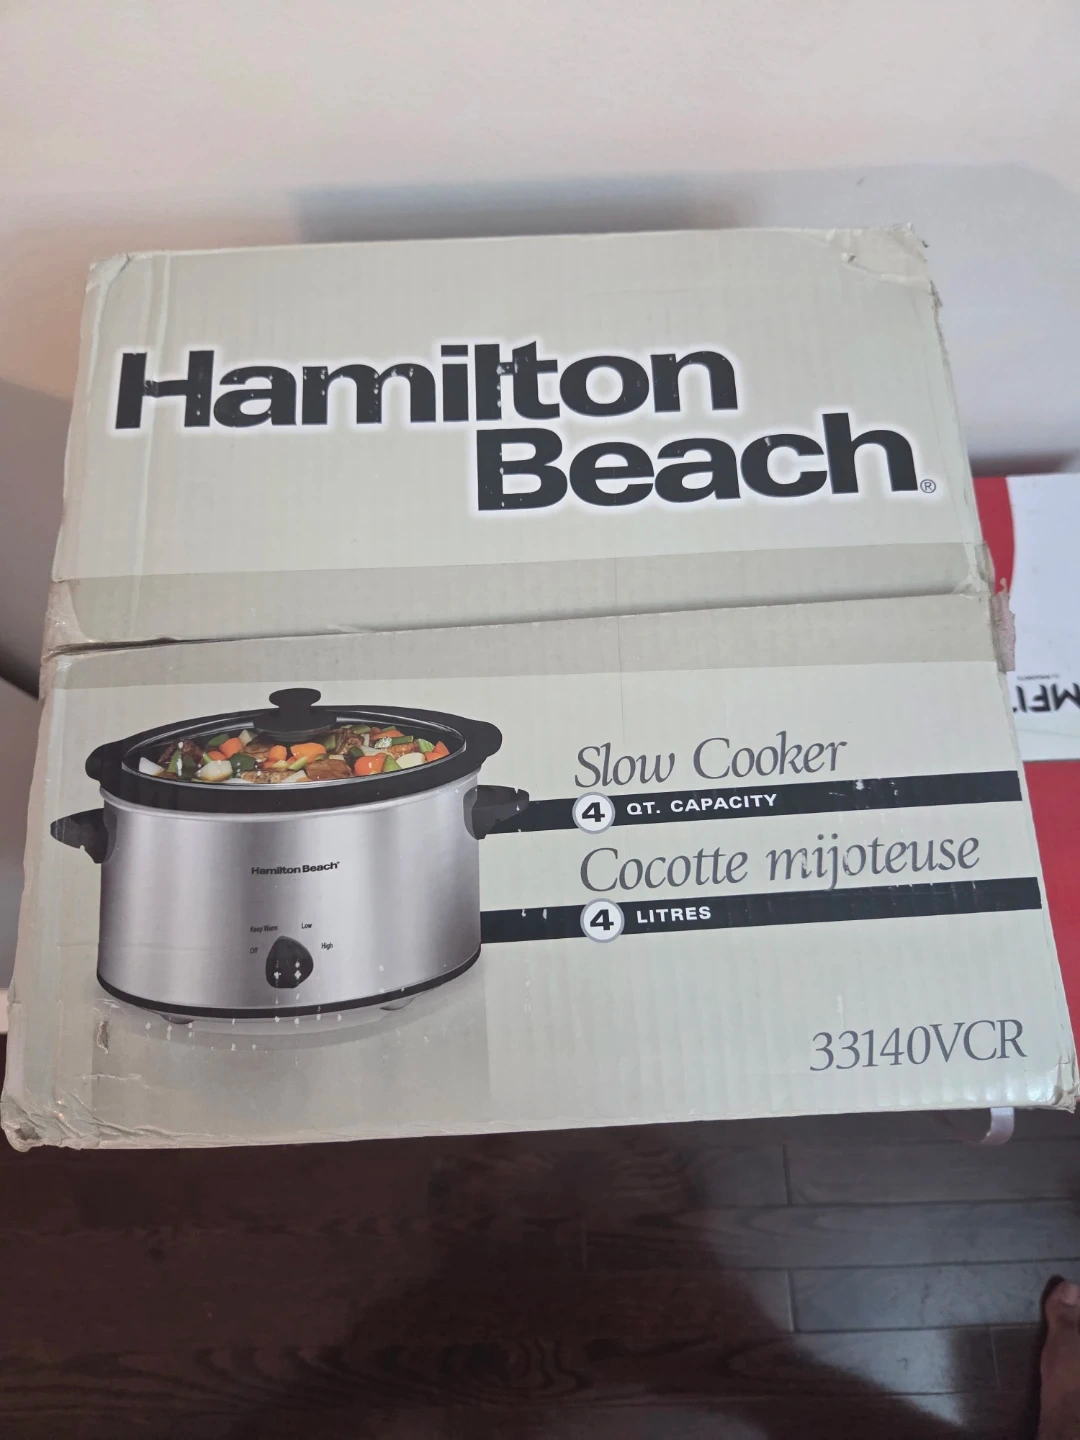 Hamilton
Beach®
Slow Cooker
4 QT. CAPACITY
Cocotte mijoteuse
4 LITRES
Hamilton Beach
Keep Warm
Low
Off
High
33140VCR